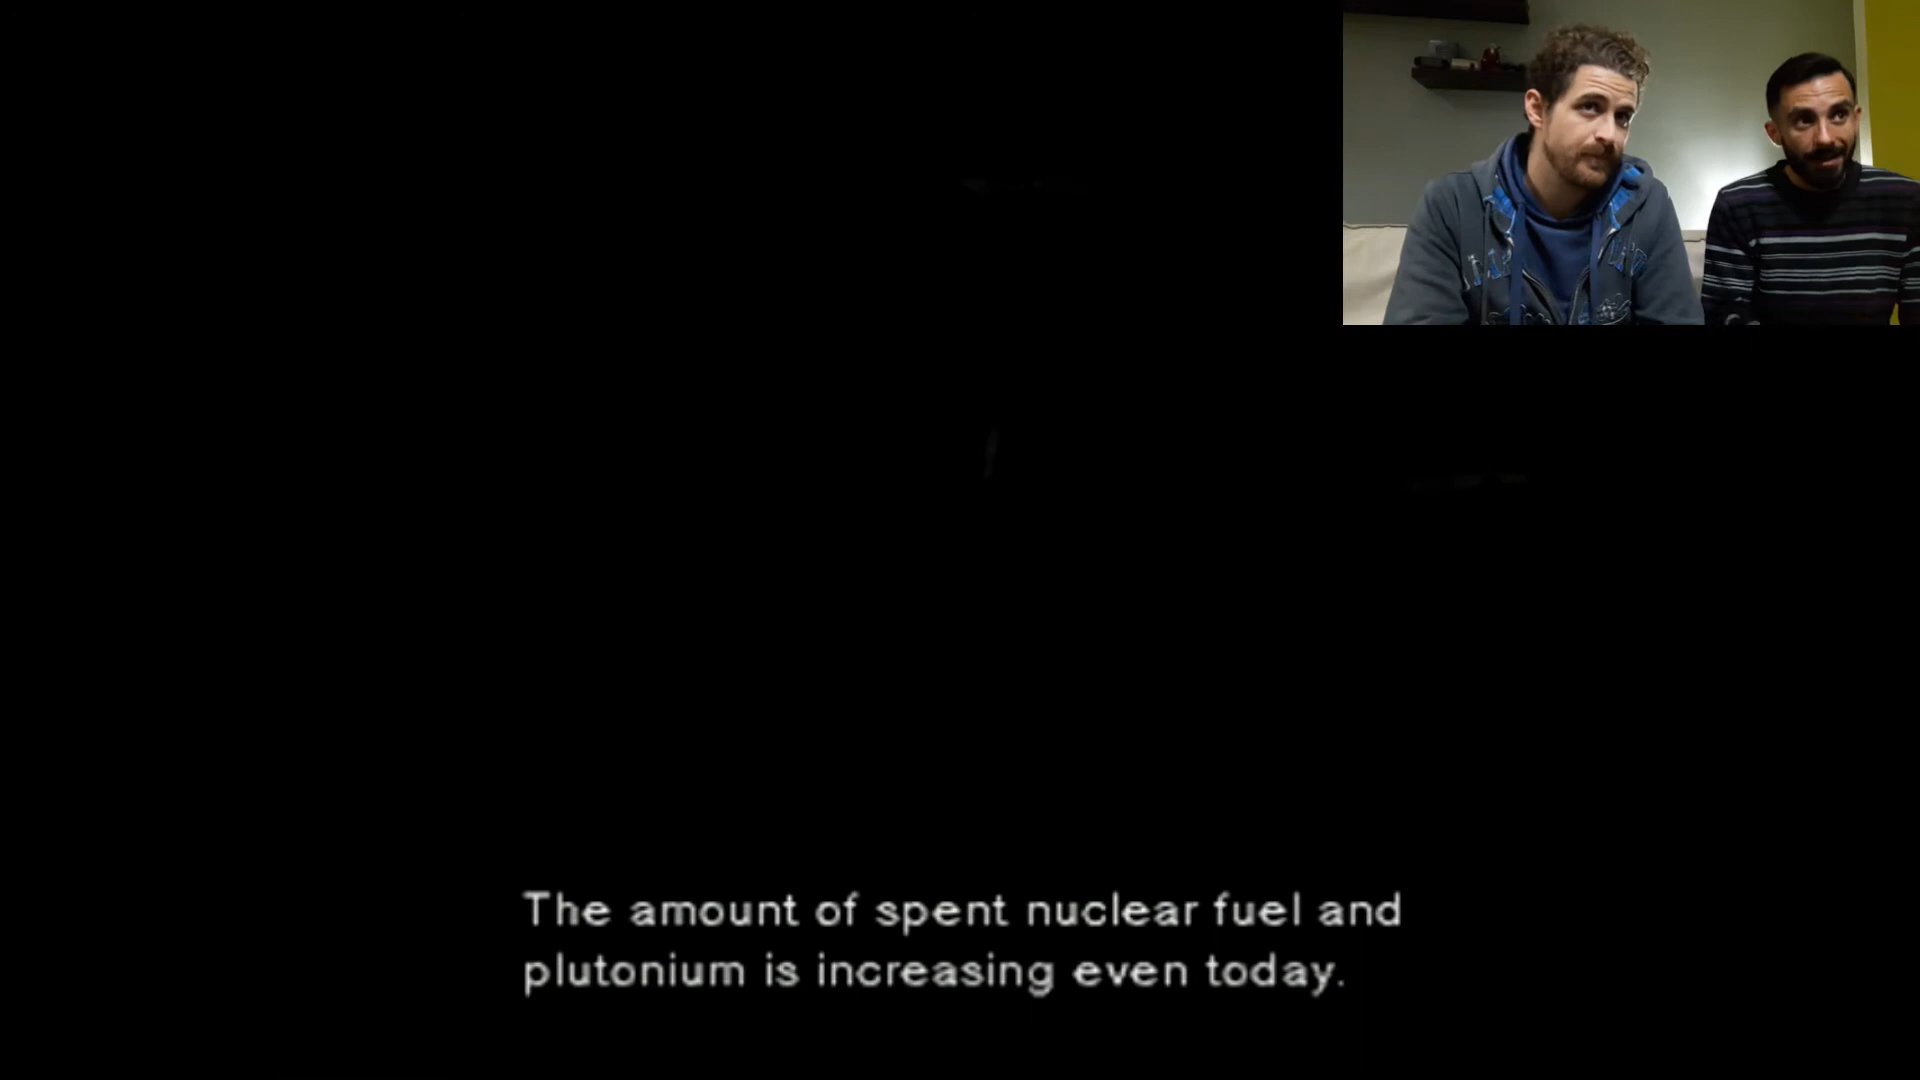 The amount of spent nuclear fuel and
plutonium is increasing even today.